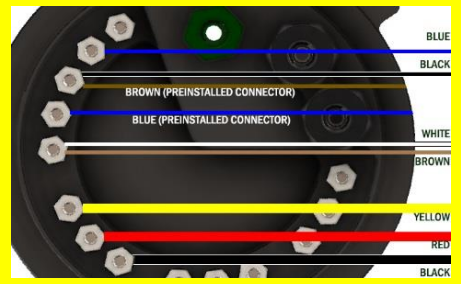 BLUE
BLACK
BROWN (PREINSTALLED CONNECTOR)
BLUE (PREINSTALLED CONNECTOR)
WHITE
BROWN
YELLOW
RED
BLACK